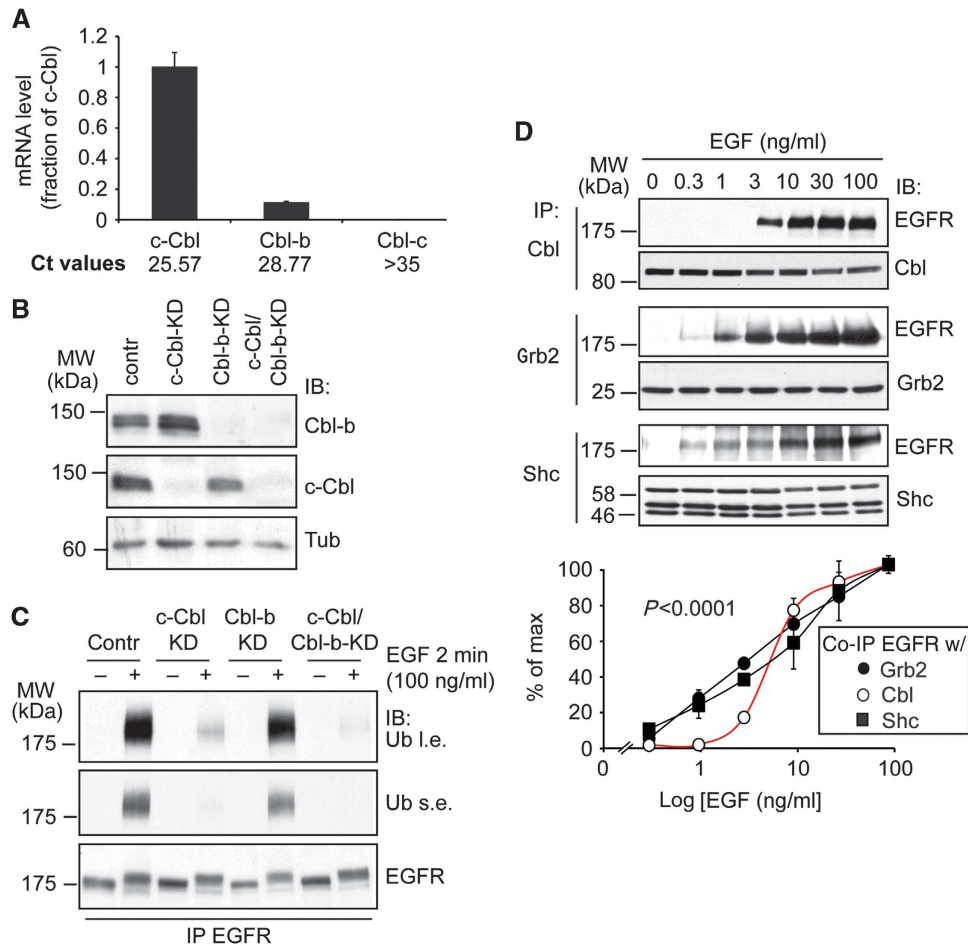 A
mRNA level
(fraction of c-Cbl)
1.2
1
0.8
0.6
0.4
0.2
0
c-Cbl Cbl-b Cbl-c
Ct values 25.57 28.77 >35
B
MW
(kDa)
contr
c-Cbl-KD
Cbl-b-KD
c-Cbl/
Cbl-b-KD
IB:
150
Cbl-b
150
c-Cbl
60
Tub
C
Contr
c-Cbl
KD
Cbl-b
KD
c-Cbl/
Cbl-b-KD
EGF 2 min
(100 ng/ml)
– + – + – + – +
MW
(kDa)
IB:
Ub l.e.
175
Ub s.e.
175
EGFR
175
IP EGFR
D
EGF (ng/ml)
MW
(kDa)
0 0.3 1 3 10 30 100
IB:
IP:
Cbl
175
EGFR
80
Cbl
Grb2
175
EGFR
25
Grb2
Shc
175
EGFR
58
46
Shc
% of max
100
80
60
40
20
0
P<0.0001
Co-IP EGFR w/
Grb2
Cbl
Shc
0 1 10 100
Log [EGF (ng/ml]